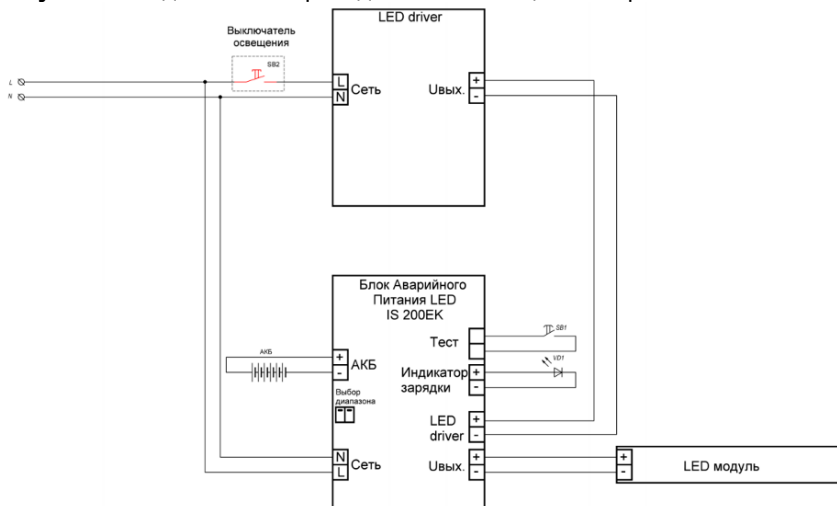 LED driver
Выключатель
освещения
SB2
L
N
L
N
Сеть
Uвых.
+
-
Блок Аварийного
Питания LED
IS 200EK
Тест
SB1
АКБ
+
-
АКБ
Индикатор
зарядки
+
-
VD1
Выбор
диапазона
LED
driver
+
-
N
L
Сеть
Uвых.
+
-
+
-
LED модуль